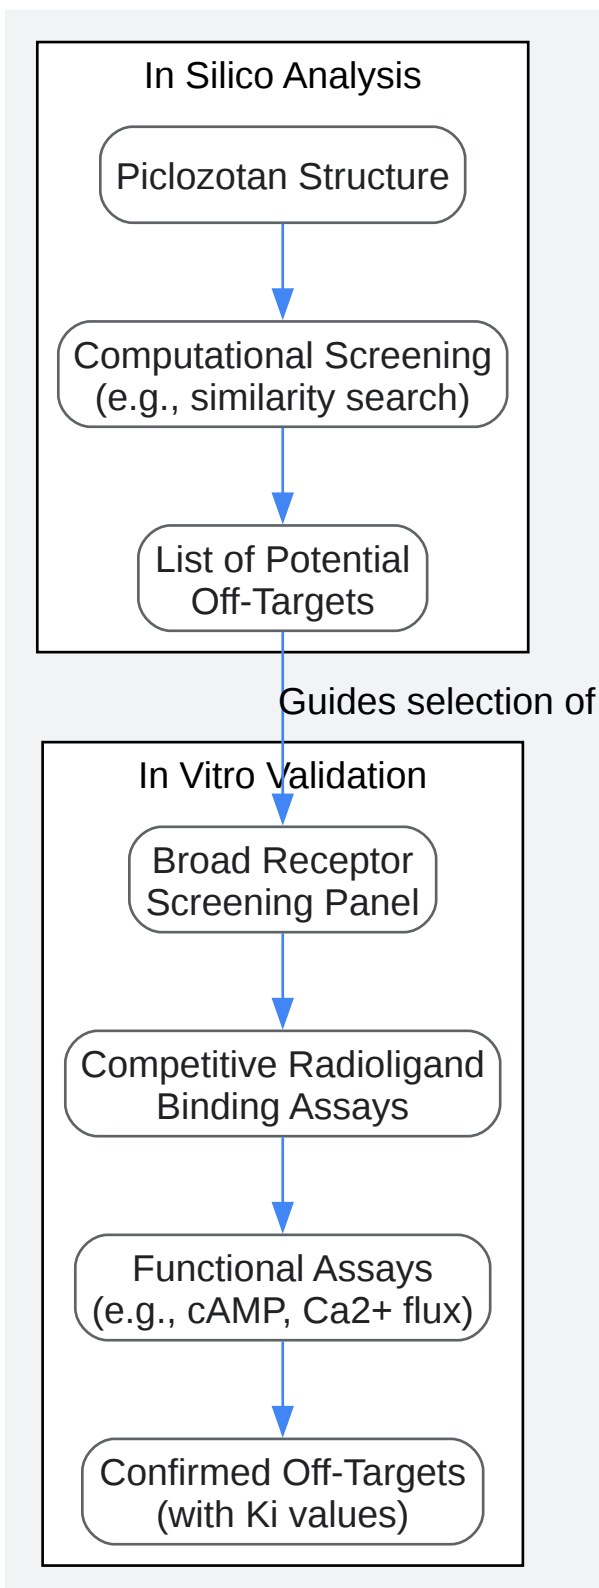 In Silico Analysis
Piclozotan Structure
Computational Screening
(e.g., similarity search)
List of Potential
Off-Targets
Guides selection of
In Vitro Validation
Broad Receptor
Screening Panel
Competitive Radioligand
Binding Assays
Functional Assays
(e.g., cAMP, Ca2+ flux)
Confirmed Off-Targets
(with Ki values)